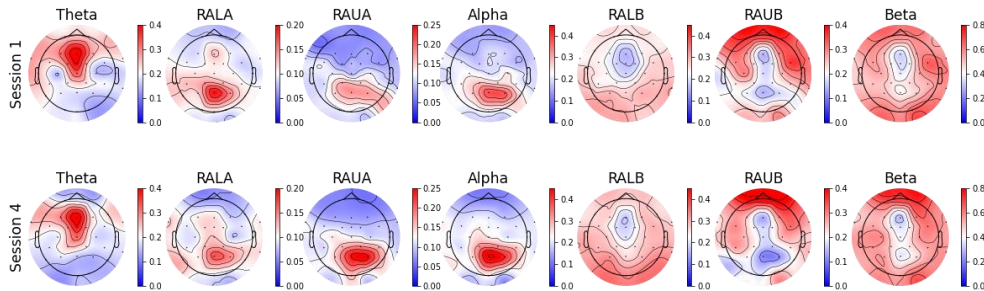 Theta RALA RAUA Alpha RALB RAUB Beta
Session 1
0.4 0.20 0.25 0.4 0.4 0.8
0.3 0.15 0.20 0.3 0.3 0.6
0.2 0.10 0.15 0.2 0.2 0.4
0.1 0.05 0.10 0.1 0.1 0.2
0.0 0.00 0.05 0.0 0.0 0.0
0.00
0.4
0.3
0.2
0.1
0.0
Theta RALA RAUA Alpha RALB RAUB Beta
Session 4
0.4 0.20 0.25 0.4 0.4 0.8
0.3 0.15 0.20 0.3 0.3 0.6
0.2 0.10 0.15 0.2 0.2 0.4
0.1 0.05 0.10 0.1 0.1 0.2
0.0 0.00 0.05 0.0 0.0 0.0
0.00
0.4
0.3
0.2
0.1
0.0